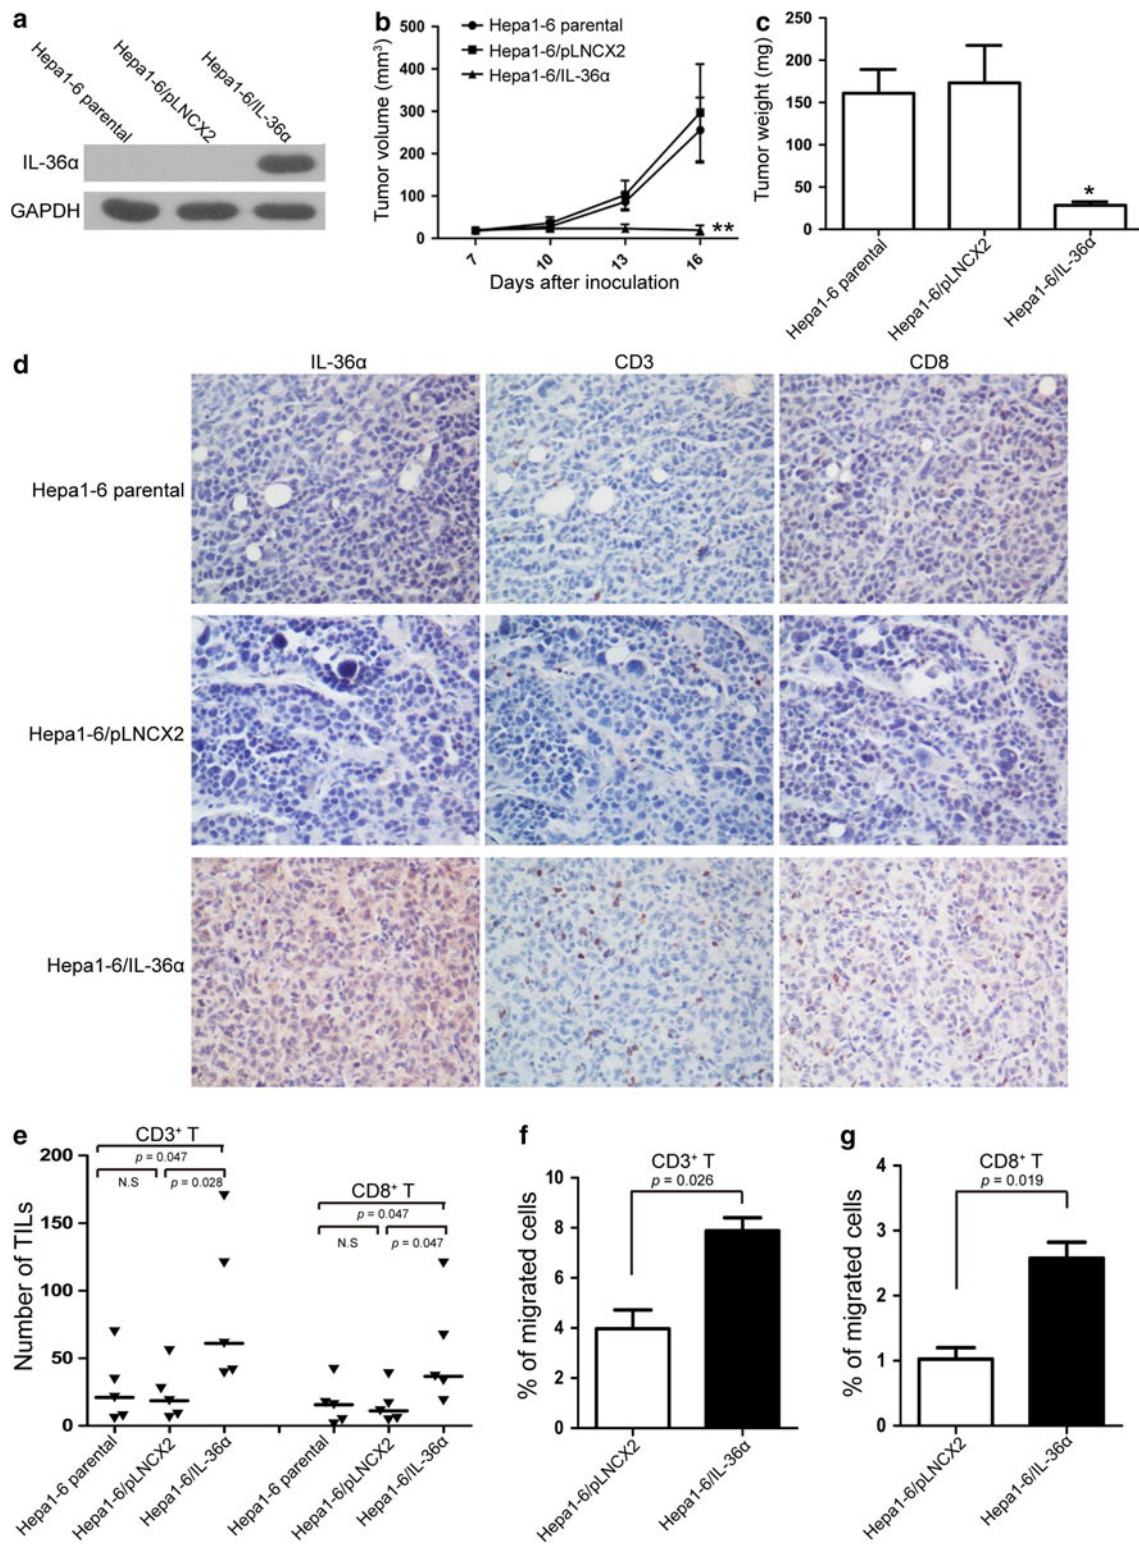 a
Hepa1-6 parental
Hepa1-6/pLNCX2
Hepa1-6/IL-36α
IL-36α
GAPDH
b
Hepa1-6 parental
Hepa1-6/pLNCX2
Hepa1-6/IL-36α
Tumor volume (mm³)
500
400
300
200
100
0
**
7
10
13
16
Days after inoculation
c
Tumor weight (mg)
250
200
150
100
50
0
*
Hepa1-6 parental
Hepa1-6/pLNCX2
Hepa1-6/IL-36α
d
IL-36α
CD3
CD8
Hepa1-6 parental
Hepa1-6/pLNCX2
Hepa1-6/IL-36α
e
CD3⁺ T
p = 0.047
N.S
p = 0.028
CD8⁺ T
p = 0.047
N.S
p = 0.047
Number of TILs
200
150
100
50
0
Hepa1-6 parental
Hepa1-6/pLNCX2
Hepa1-6/IL-36α
Hepa1-6 parental
Hepa1-6/pLNCX2
Hepa1-6/IL-36α
f
CD3⁺ T
p = 0.026
% of migrated cells
10
8
6
4
2
0
Hepa1-6/pLNCX2
Hepa1-6/IL-36α
g
CD8⁺ T
p = 0.019
% of migrated cells
4
3
2
1
0
Hepa1-6/pLNCX2
Hepa1-6/IL-36α